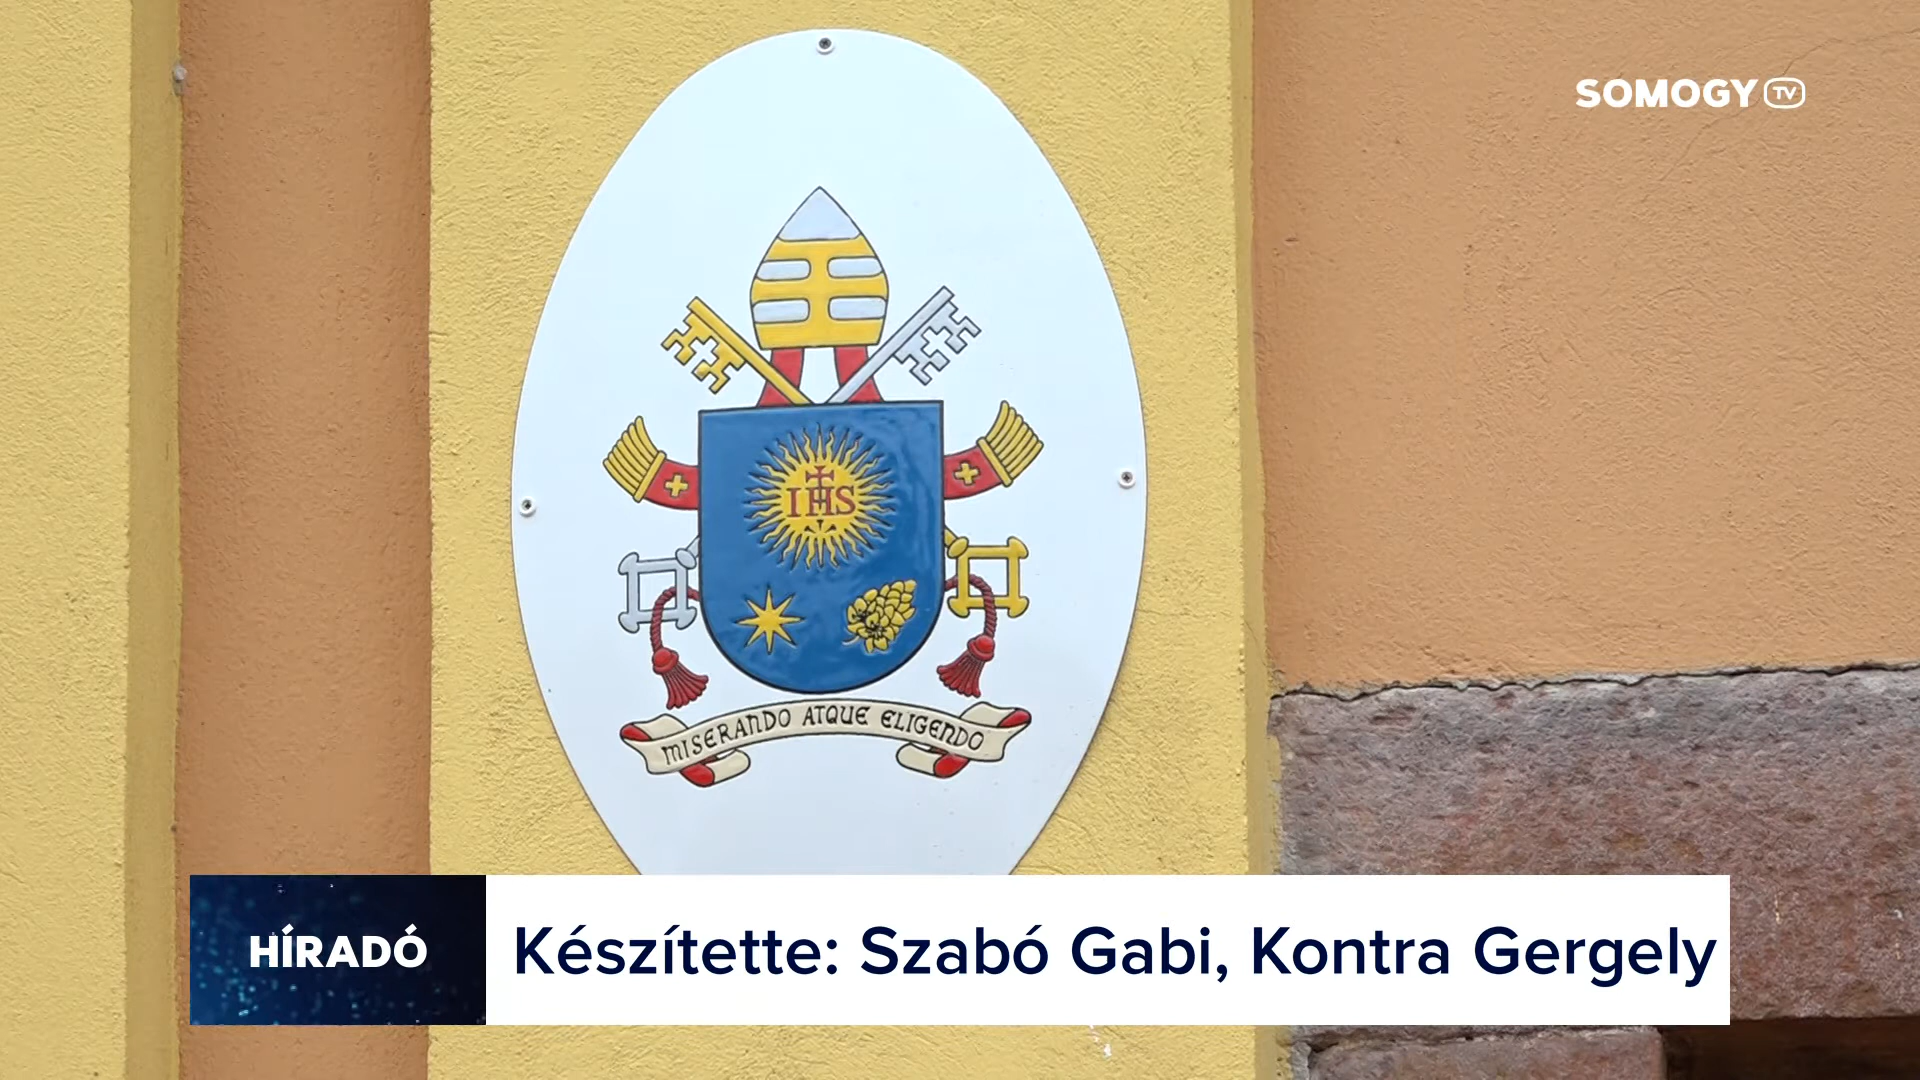 SOMOGY TV
IHS
MISERANDO ATQUE ELIGENDO
HÍRADÓ
Készítette: Szabó Gabi, Kontra Gergely